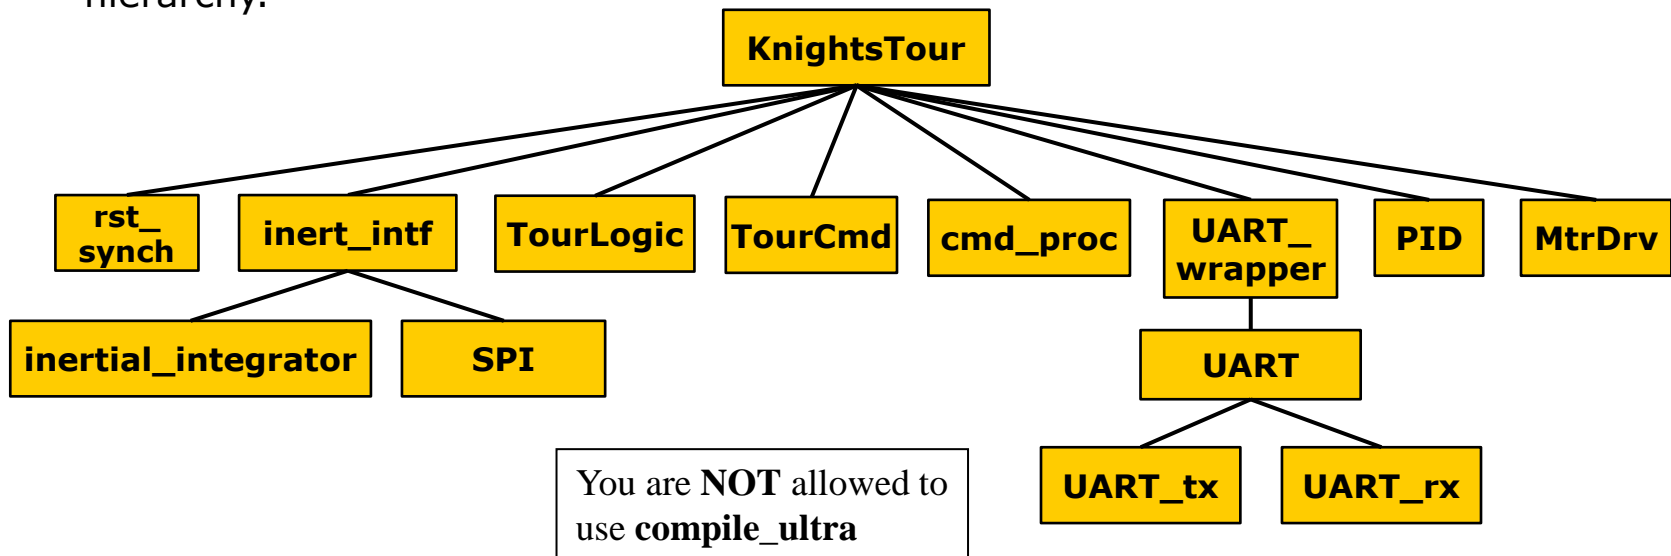 hierarchy.
KnightsTour
rst_
synch
inert_intf
TourLogic
TourCmd
cmd_proc
UART_
wrapper
PID
MtrDrv
inertial_integrator
SPI
UART
UART_tx
UART_rx
You are NOT allowed to
use compile_ultra